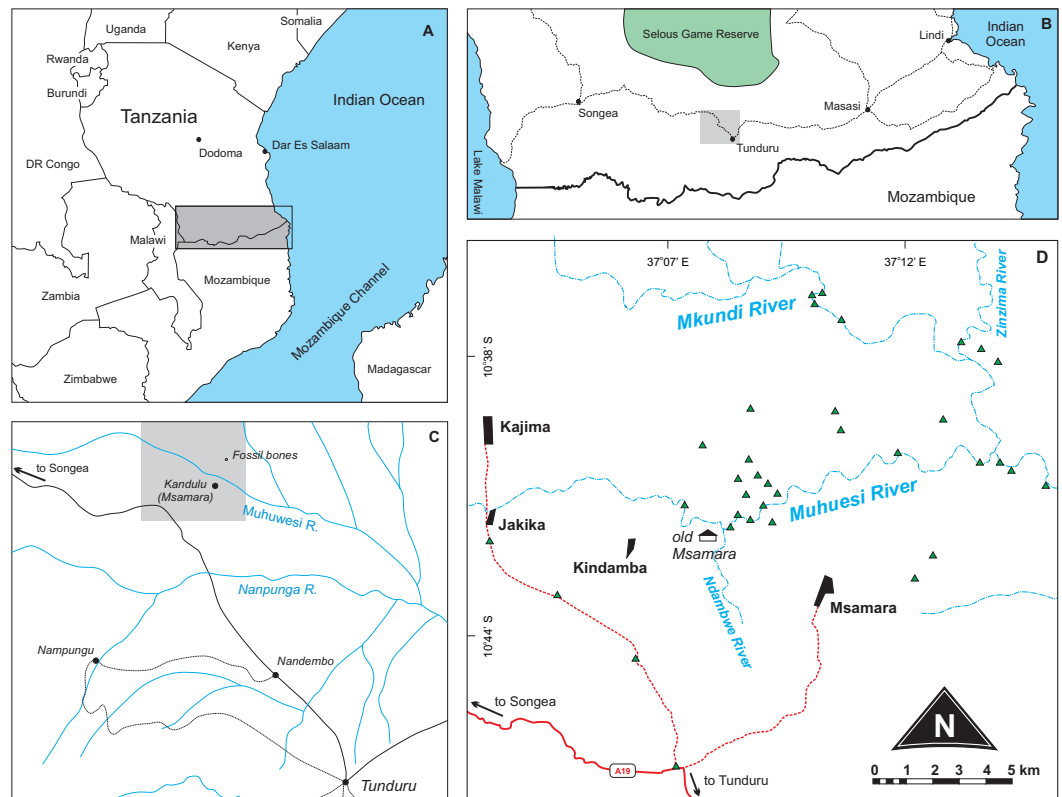 A
Uganda
Somalia
Kenya
Rwanda
Burundi
Tanzania
Indian Ocean
Dodoma
Dar Es Salaam
DR Congo
Malawi
Mozambique
Zambia
Mozambique Channel
Zimbabwe
Madagascar
B
Selous Game Reserve
Lindi
Indian
Ocean
Songea
Masasi
Tunduru
Lake Malawi
Mozambique
C
to Songea
Fossil bones
Kandulu
(Msamara)
Muhuwesi R.
Nanpunga R.
Nampungu
Nandembo
Tunduru
D
37°07' E
37°12' E
Mkundi River
Zinzima River
10°38' S
Kajima
Muhuesi River
Jakika
old
Msamara
Kindamba
Ndambwe River
Msamara
10°44' S
to Songea
A19
to Tunduru
N
0 1 2 3 4 5 km